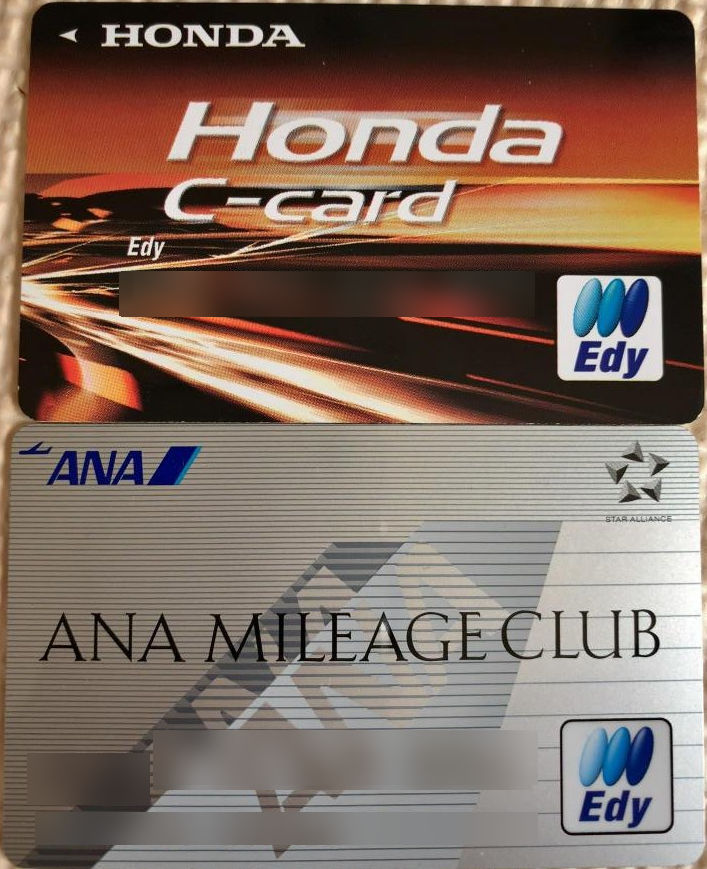 HONDA
Honda
C-card
Edy
Edy
ANA
STAR ALLIANCE
ANA MILEAGE CLUB
Edy